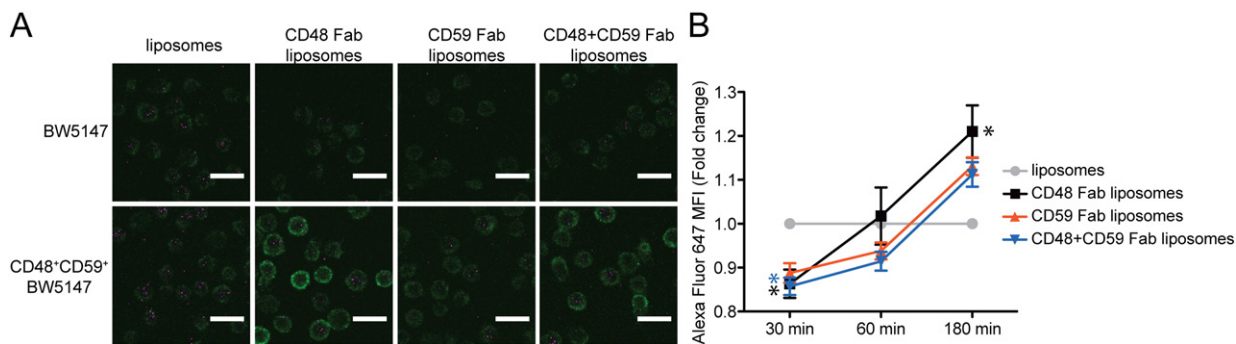 A
liposomes
CD48 Fab
liposomes
CD59 Fab
liposomes
CD48+CD59 Fab
liposomes
BW5147
CD48⁺CD59⁺
BW5147
B
Alexa Fluor 647 MFI (Fold change)
1.3
1.2
1.1
1.0
0.9
0.8
*
*
*
30 min
60 min
180 min
liposomes
CD48 Fab liposomes
CD59 Fab liposomes
CD48+CD59 Fab liposomes